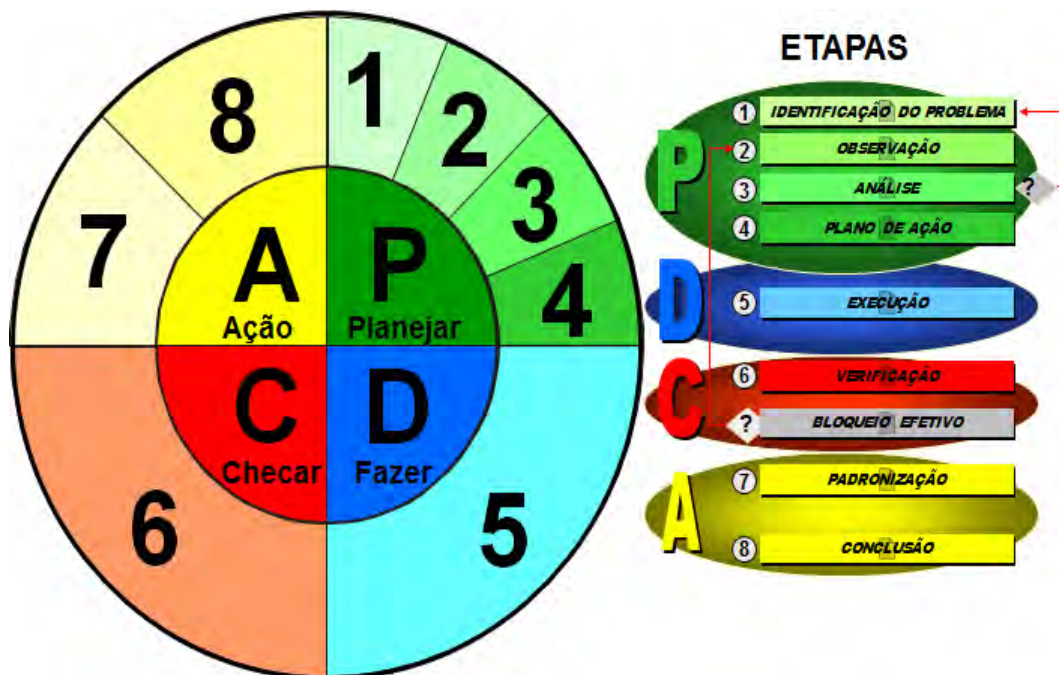 8
1
7
2
3
4
A
Ação
P
Planejar
C
Checar
D
Fazer
6
5
ETAPAS
P
1 IDENTIFICAÇÃO DO PROBLEMA
2 OBSERVAÇÃO
3 ANÁLISE ?
4 PLANO DE AÇÃO
D
5 EXECUÇÃO
C
6 VERIFICAÇÃO
? BLOQUEIO EFETIVO
A
7 PADRONIZAÇÃO
8 CONCLUSÃO